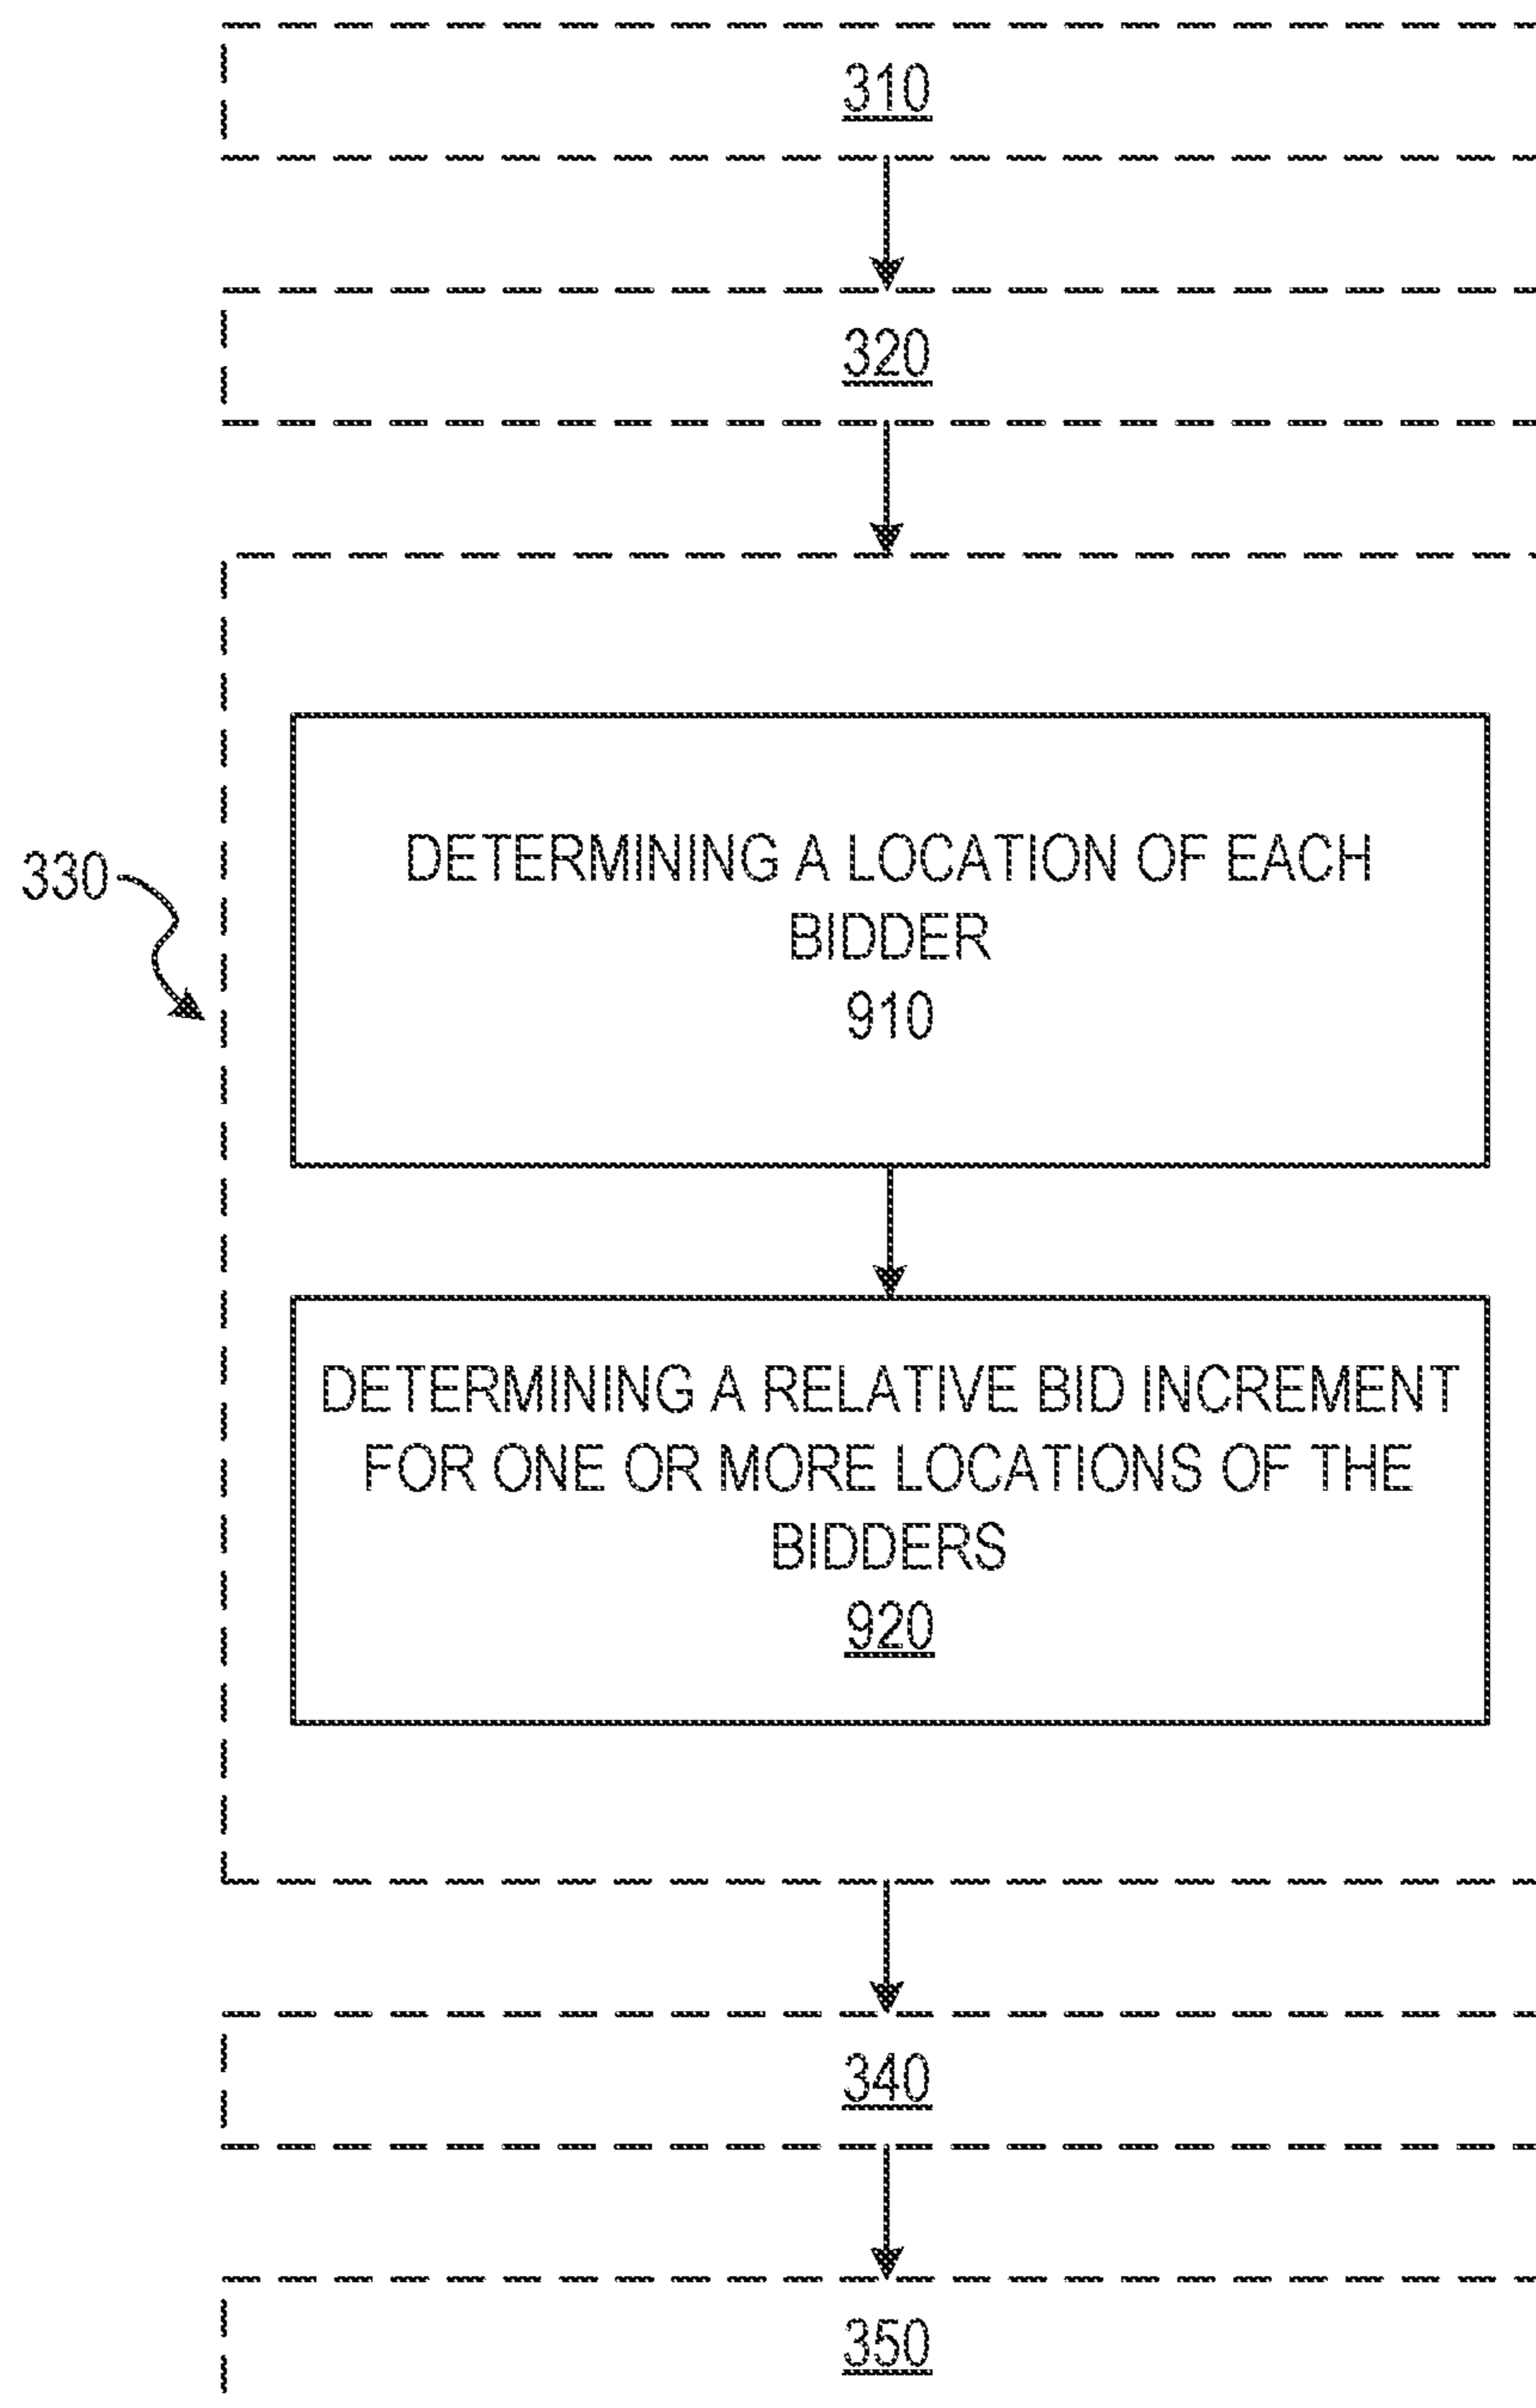 310
320
330
DETERMINING A LOCATION OF EACH
BIDDER
910
DETERMINING A RELATIVE BID INCREMENT
FOR ONE OR MORE LOCATIONS OF THE
BIDDERS
920
340
350